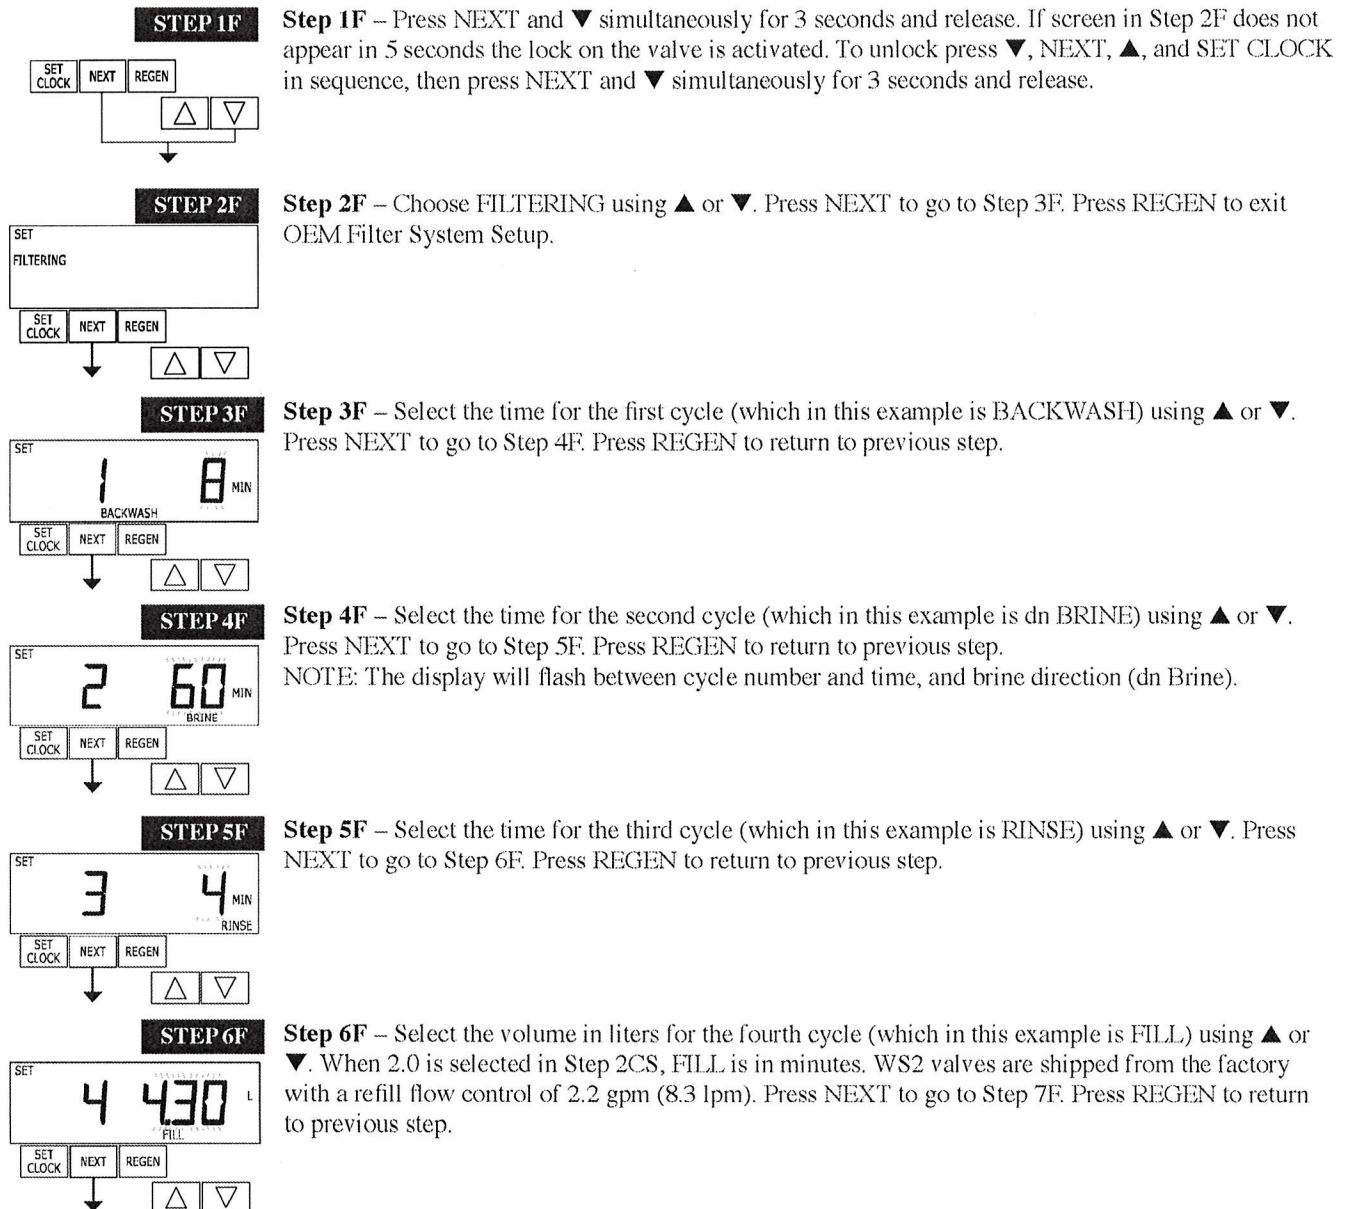 STEP 1F
SET CLOCK NEXT REGEN
△ ▽
Step 1F – Press NEXT and ▼ simultaneously for 3 seconds and release. If screen in Step 2F does not
appear in 5 seconds the lock on the valve is activated. To unlock press ▼, NEXT, ▲, and SET CLOCK
in sequence, then press NEXT and ▼ simultaneously for 3 seconds and release.
STEP 2F
SET
FILTERING
SET CLOCK NEXT REGEN
△ ▽
Step 2F – Choose FILTERING using ▲ or ▼. Press NEXT to go to Step 3F. Press REGEN to exit
OEM Filter System Setup.
STEP 3F
SET
1 8 MIN
BACKWASH
SET CLOCK NEXT REGEN
△ ▽
Step 3F – Select the time for the first cycle (which in this example is BACKWASH) using ▲ or ▼.
Press NEXT to go to Step 4F. Press REGEN to return to previous step.
STEP 4F
SET
2 60 MIN
BRINE
SET CLOCK NEXT REGEN
△ ▽
Step 4F – Select the time for the second cycle (which in this example is dn BRINE) using ▲ or ▼.
Press NEXT to go to Step 5F. Press REGEN to return to previous step.
NOTE: The display will flash between cycle number and time, and brine direction (dn Brine).
STEP 5F
SET
3 4 MIN
RINSE
SET CLOCK NEXT REGEN
△ ▽
Step 5F – Select the time for the third cycle (which in this example is RINSE) using ▲ or ▼. Press
NEXT to go to Step 6F. Press REGEN to return to previous step.
STEP 6F
SET
4 4.30 L
FILL
SET CLOCK NEXT REGEN
△ ▽
Step 6F – Select the volume in liters for the fourth cycle (which in this example is FILL) using ▲ or
▼. When 2.0 is selected in Step 2CS, FILL is in minutes. WS2 valves are shipped from the factory
with a refill flow control of 2.2 gpm (8.3 lpm). Press NEXT to go to Step 7F. Press REGEN to return
to previous step.